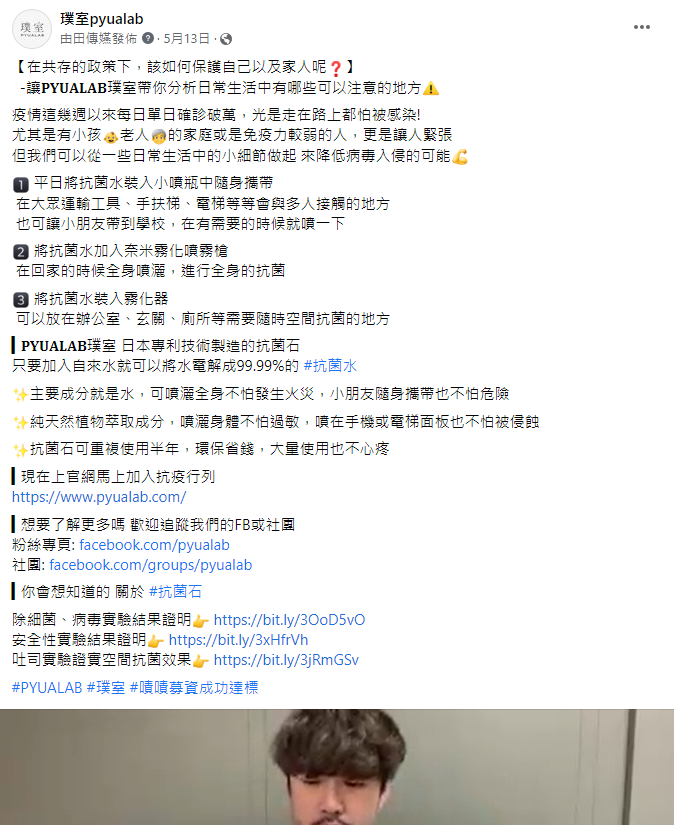 璞室pyualab
璞室
PYUALAB
由田傳媒發佈 · 5月13日 ·
【在共存的政策下，該如何保護自己以及家人呢❓】
-讓PYUALAB璞室帶你分析日常生活中有哪些可以注意的地方⚠️
疫情這幾週以來每日單日確診破萬，光是走在路上都怕被感染!
尤其是有小孩👶老人🧓的家庭或是免疫力較弱的人，更是讓人緊張
但我們可以從一些日常生活中的小細節做起 來降低病毒入侵的可能💪
1️⃣ 平日將抗菌水裝入小噴瓶中隨身攜帶
在大眾運輸工具、手扶梯、電梯等等會與多人接觸的地方
也可讓小朋友帶到學校，在有需要的時候就噴一下
2️⃣ 將抗菌水加入奈米霧化噴霧槍
在回家的時候全身噴灑，進行全身的抗菌
3️⃣ 將抗菌水裝入霧化器
可以放在辦公室、玄關、廁所等需要隨時空間抗菌的地方
▎PYUALAB璞室 日本專利技術製造的抗菌石
只要加入自來水就可以將水電解成99.99%的 #抗菌水
✨主要成分就是水，可噴灑全身不怕發生火災，小朋友隨身攜帶也不怕危險
✨純天然植物萃取成分，噴灑身體不怕過敏，噴在手機或電梯面板也不怕被侵蝕
✨抗菌石可重複使用半年，環保省錢，大量使用也不心疼
▎現在上官網馬上加入抗疫行列
https://www.pyualab.com/
▎想要了解更多嗎 歡迎追蹤我們的FB或社團
粉絲專頁: facebook.com/pyualab
社團: facebook.com/groups/pyualab
▎你會想知道的 關於 #抗菌石
除細菌、病毒實驗結果證明👉 https://bit.ly/3OoD5vO
安全性實驗結果證明👉 https://bit.ly/3xHfrVh
吐司實驗證實空間抗菌效果👉 https://bit.ly/3jRmGSv
#PYUALAB #璞室 #嘖嘖募資成功達標